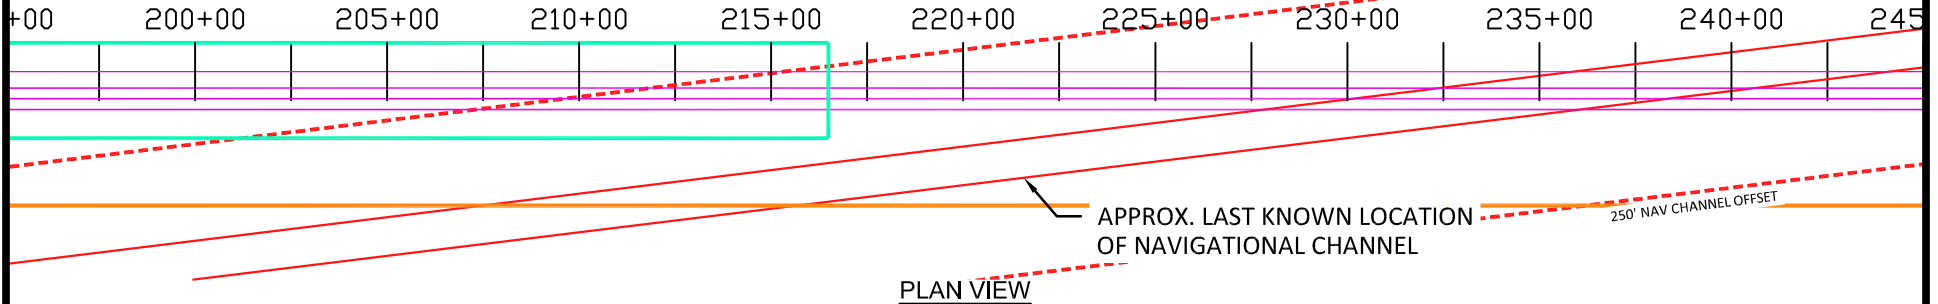 +00 200+00 205+00 210+00 215+00 220+00 225+00 230+00 235+00 240+00 245
250' NAV CHANNEL OFFSET
APPROX. LAST KNOWN LOCATION
OF NAVIGATIONAL CHANNEL
PLAN VIEW